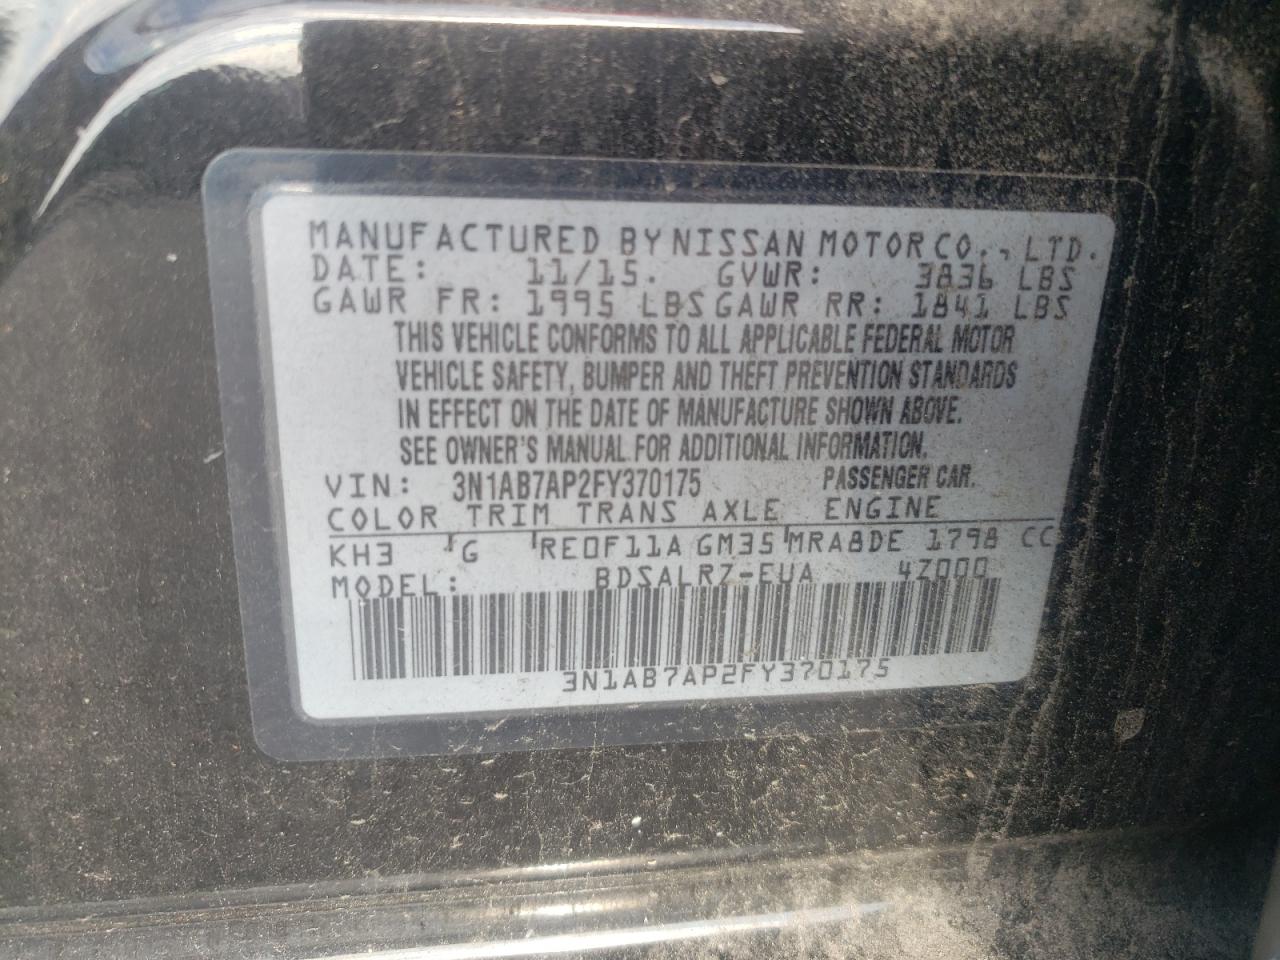 MANUFACTURED BY NISSAN MOTOR CO., LTD.
DATE: 11/15. GVWR: 3836 LBS
GAWR FR: 1995 LBS GAWR RR: 1841 LBS
THIS VEHICLE CONFORMS TO ALL APPLICABLE FEDERAL MOTOR
VEHICLE SAFETY, BUMPER AND THEFT PREVENTION STANDARDS
IN EFFECT ON THE DATE OF MANUFACTURE SHOWN ABOVE.
SEE OWNER'S MANUAL FOR ADDITIONAL INFORMATION.
VIN: 3N1AB7AP2FY370175 PASSENGER CAR.
COLOR TRIM TRANS AXLE ENGINE
KH3 G RE0F11A GM35 MRA8DE 1798 CC
MODEL: BDSALRZ-EUA 4Z000
3N1AB7AP2FY370175